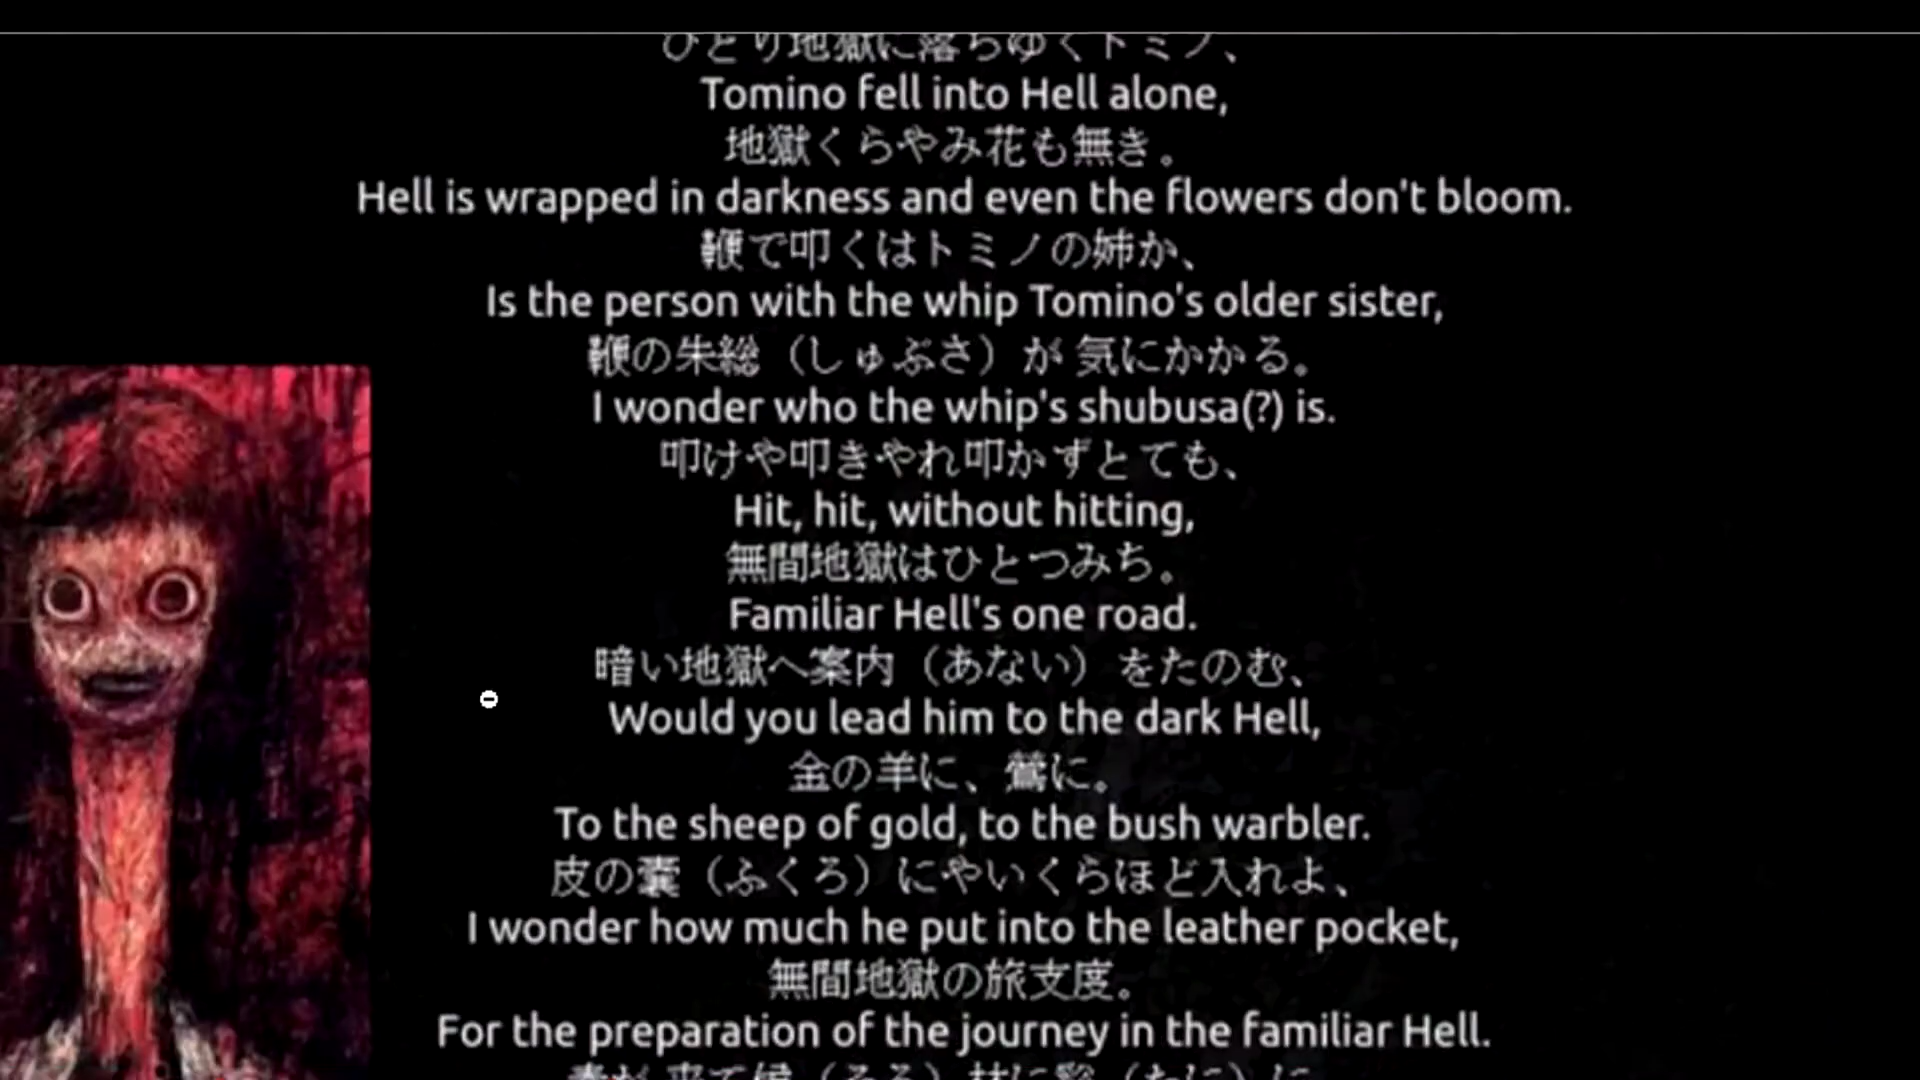 ひとり地獄に落ちゆくトミノ、
Tomino fell into Hell alone,
地獄くらやみ花も無き。
Hell is wrapped in darkness and even the flowers don't bloom.
鞭で叩くはトミノの姉か、
Is the person with the whip Tomino's older sister,
鞭の朱総（しゅぶさ）が 気にかかる。
I wonder who the whip's shubusa(?) is.
叩けや叩きやれ叩かずとても、
Hit, hit, without hitting,
無間地獄はひとつみち。
Familiar Hell's one road.
暗い地獄へ案内（あない）をたのむ、
Would you lead him to the dark Hell,
金の羊に、鶯に。
To the sheep of gold, to the bush warbler.
皮の嚢（ふくろ）にやいくらほど入れよ、
I wonder how much he put into the leather pocket,
無間地獄の旅支度。
For the preparation of the journey in the familiar Hell.